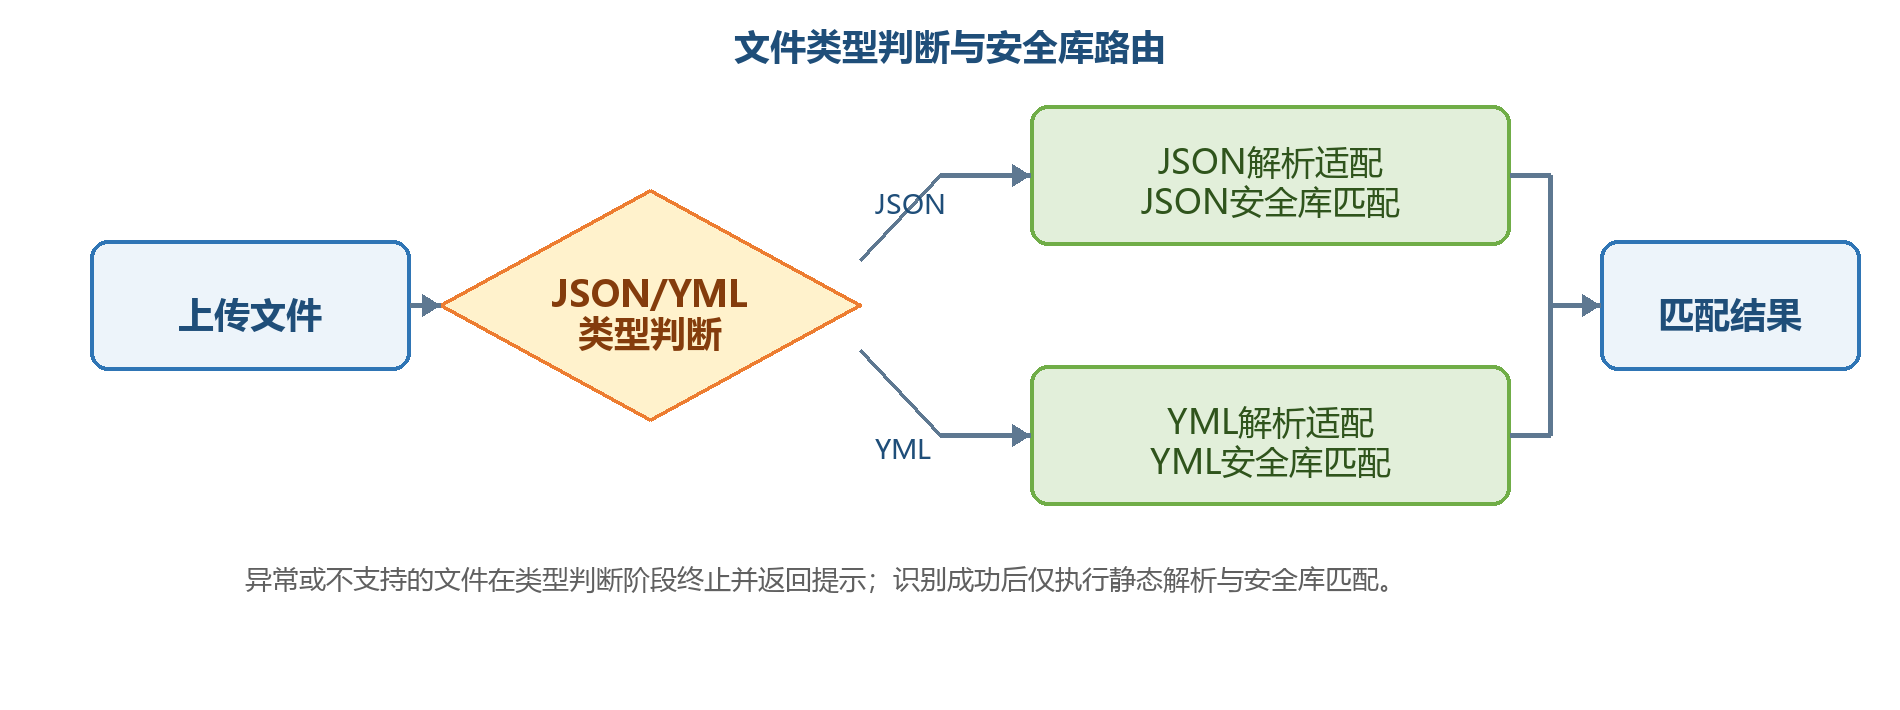 文件类型判断与安全库路由
上传文件
JSON/YML
类型判断
JSON
YML
JSON解析适配
JSON安全库匹配
YML解析适配
YML安全库匹配
匹配结果
异常或不支持的文件在类型判断阶段终止并返回提示；识别成功后仅执行静态解析与安全库匹配。